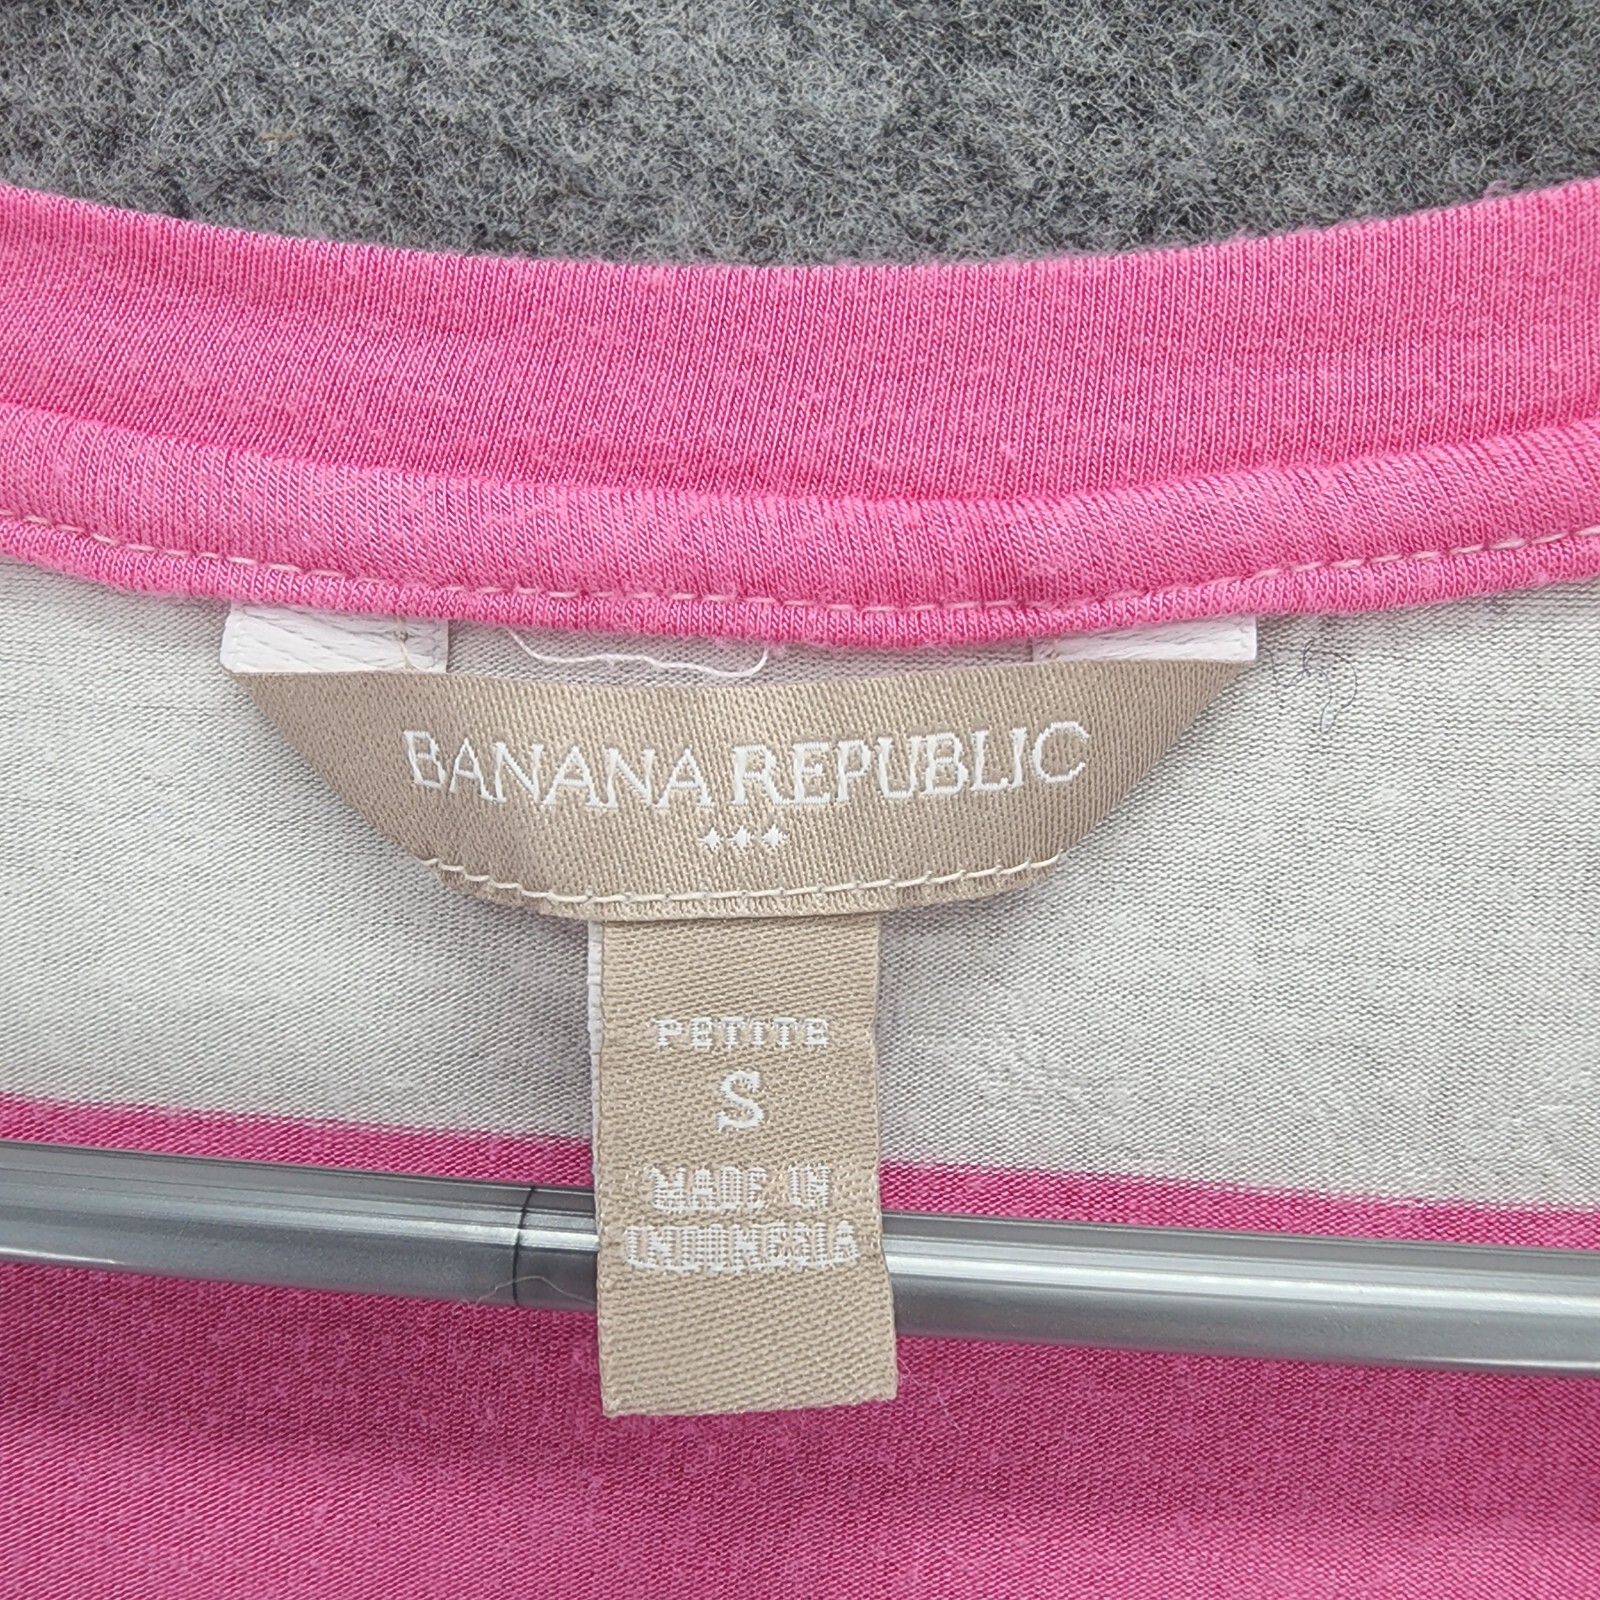 BANANA REPUBLIC
PETITE
S
MADE IN
INDONESIA